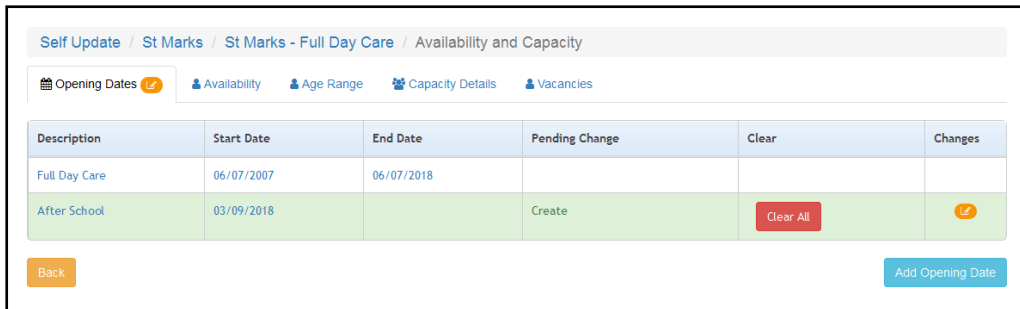 Self Update / St Marks / St Marks - Full Day Care / Availability and Capacity
Opening Dates Availability Age Range Capacity Details Vacancies
Description Start Date End Date Pending Change Clear Changes
Full Day Care 06/07/2007 06/07/2018
After School 03/09/2018 Create Clear All
Back Add Opening Date